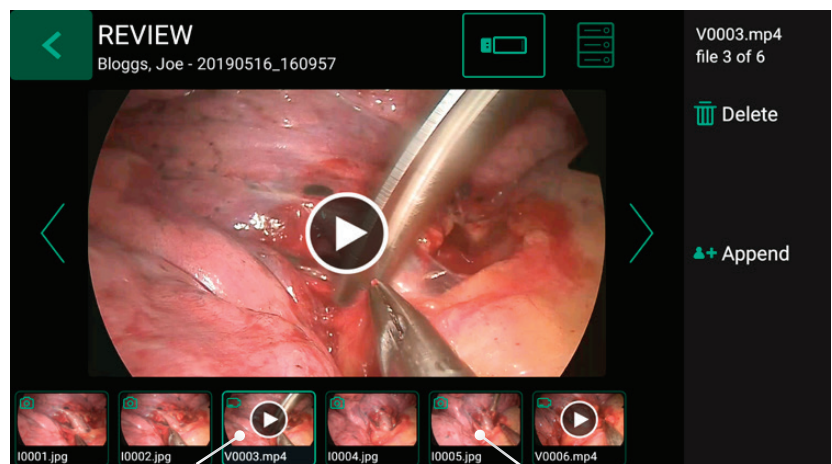 REVIEW
Bloggs, Joe - 20190516_160957
V0003.mp4
file 3 of 6
Delete
Append
I0001.jpg
I0002.jpg
V0003.mp4
I0004.jpg
I0005.jpg
V0006.mp4